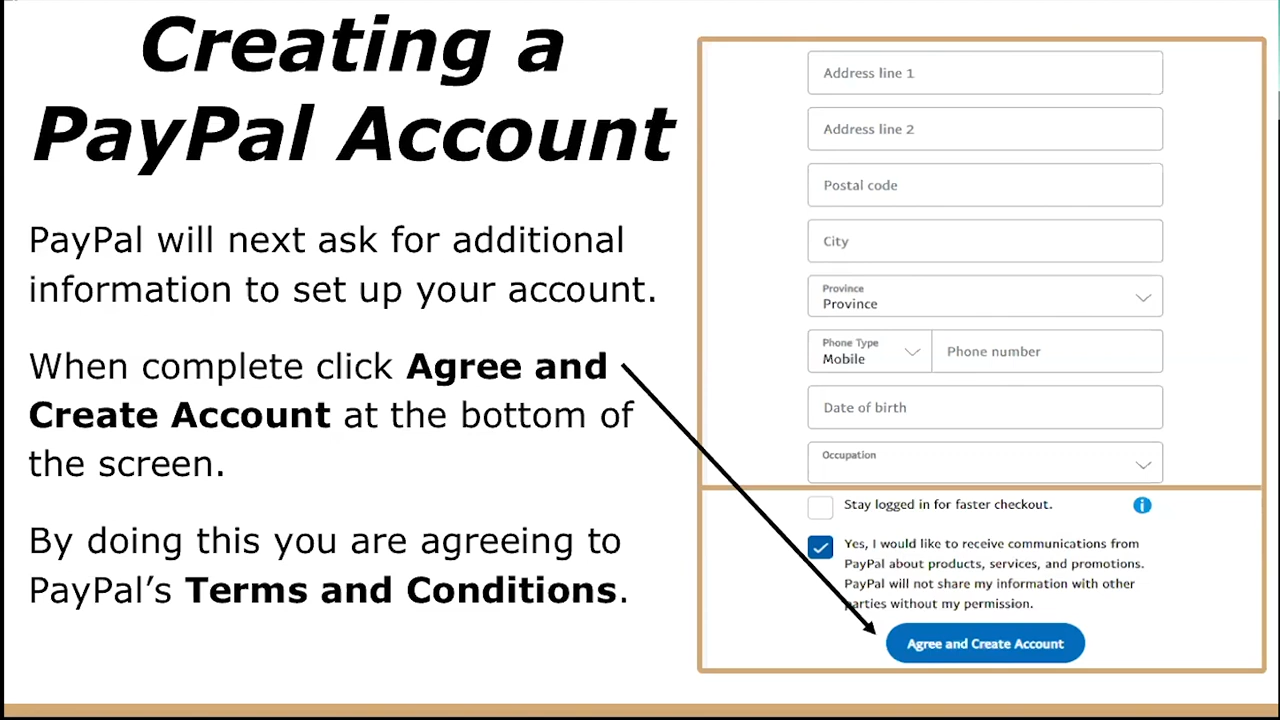 Creating a
PayPal Account
PayPal will next ask for additional
information to set up your account.
When complete click Agree and
Create Account at the bottom of
the screen.
By doing this you are agreeing to
PayPal’s Terms and Conditions.
Address line 1
Address line 2
Postal code
City
Province
Province
Phone Type
Mobile
Phone number
Date of birth
Occupation
Stay logged in for faster checkout.
i
Yes, I would like to receive communications from
PayPal about products, services, and promotions.
PayPal will not share my information with other
parties without my permission.
Agree and Create Account